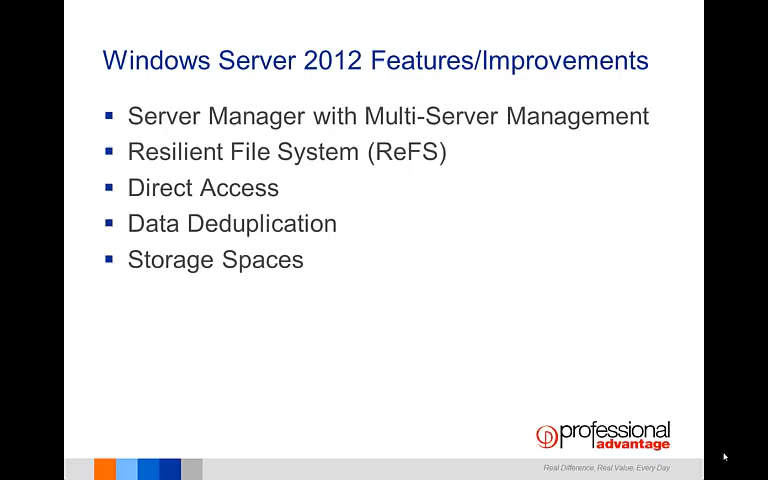 Windows Server 2012 Features/Improvements
Server Manager with Multi-Server Management
Resilient File System (ReFS)
Direct Access
Data Deduplication
Storage Spaces
professional
advantage
Real Difference, Real Value, Every Day